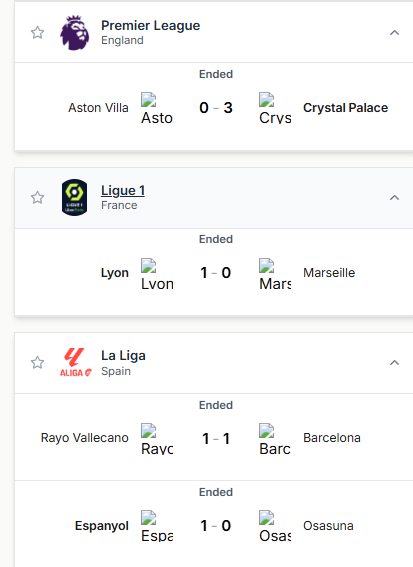 Premier League
England
Ended
Aston Villa Asto 0 - 3 Crys Crystal Palace
LIGUE 1
Ligue 1
France
Ended
Lyon Lyon 1 - 0 Mars Marseille
LALIGA
La Liga
Spain
Ended
Rayo Vallecano Rayo 1 - 1 Barc Barcelona
Ended
Espanyol Espa 1 - 0 Osas Osasuna